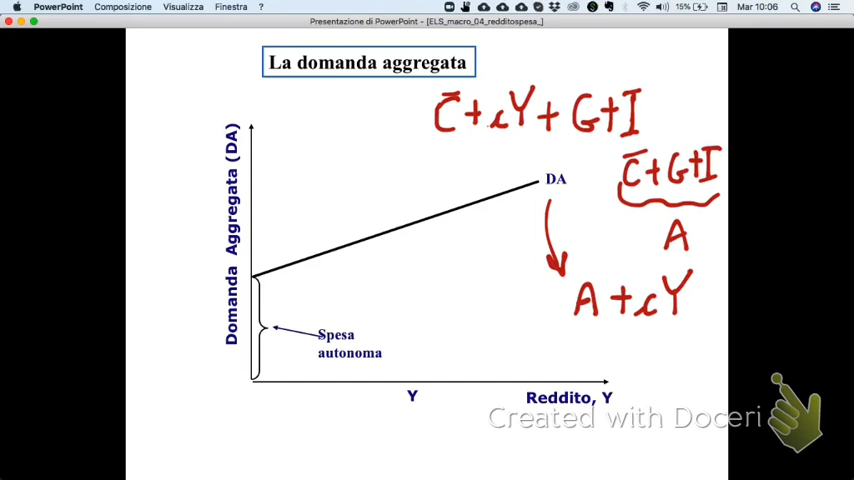 PowerPoint Composizione Visualizza Finestra ? 15% Mar 10:06
Presentazione di PowerPoint - [ELS_macro_04_redditospesa_]
La domanda aggregata
C̅ + cY + G + I
Domanda Aggregata (DA)
DA
C̅ + G + I
A
A + cY
Spesa
autonoma
Y
Reddito, Y
Created with Doceri